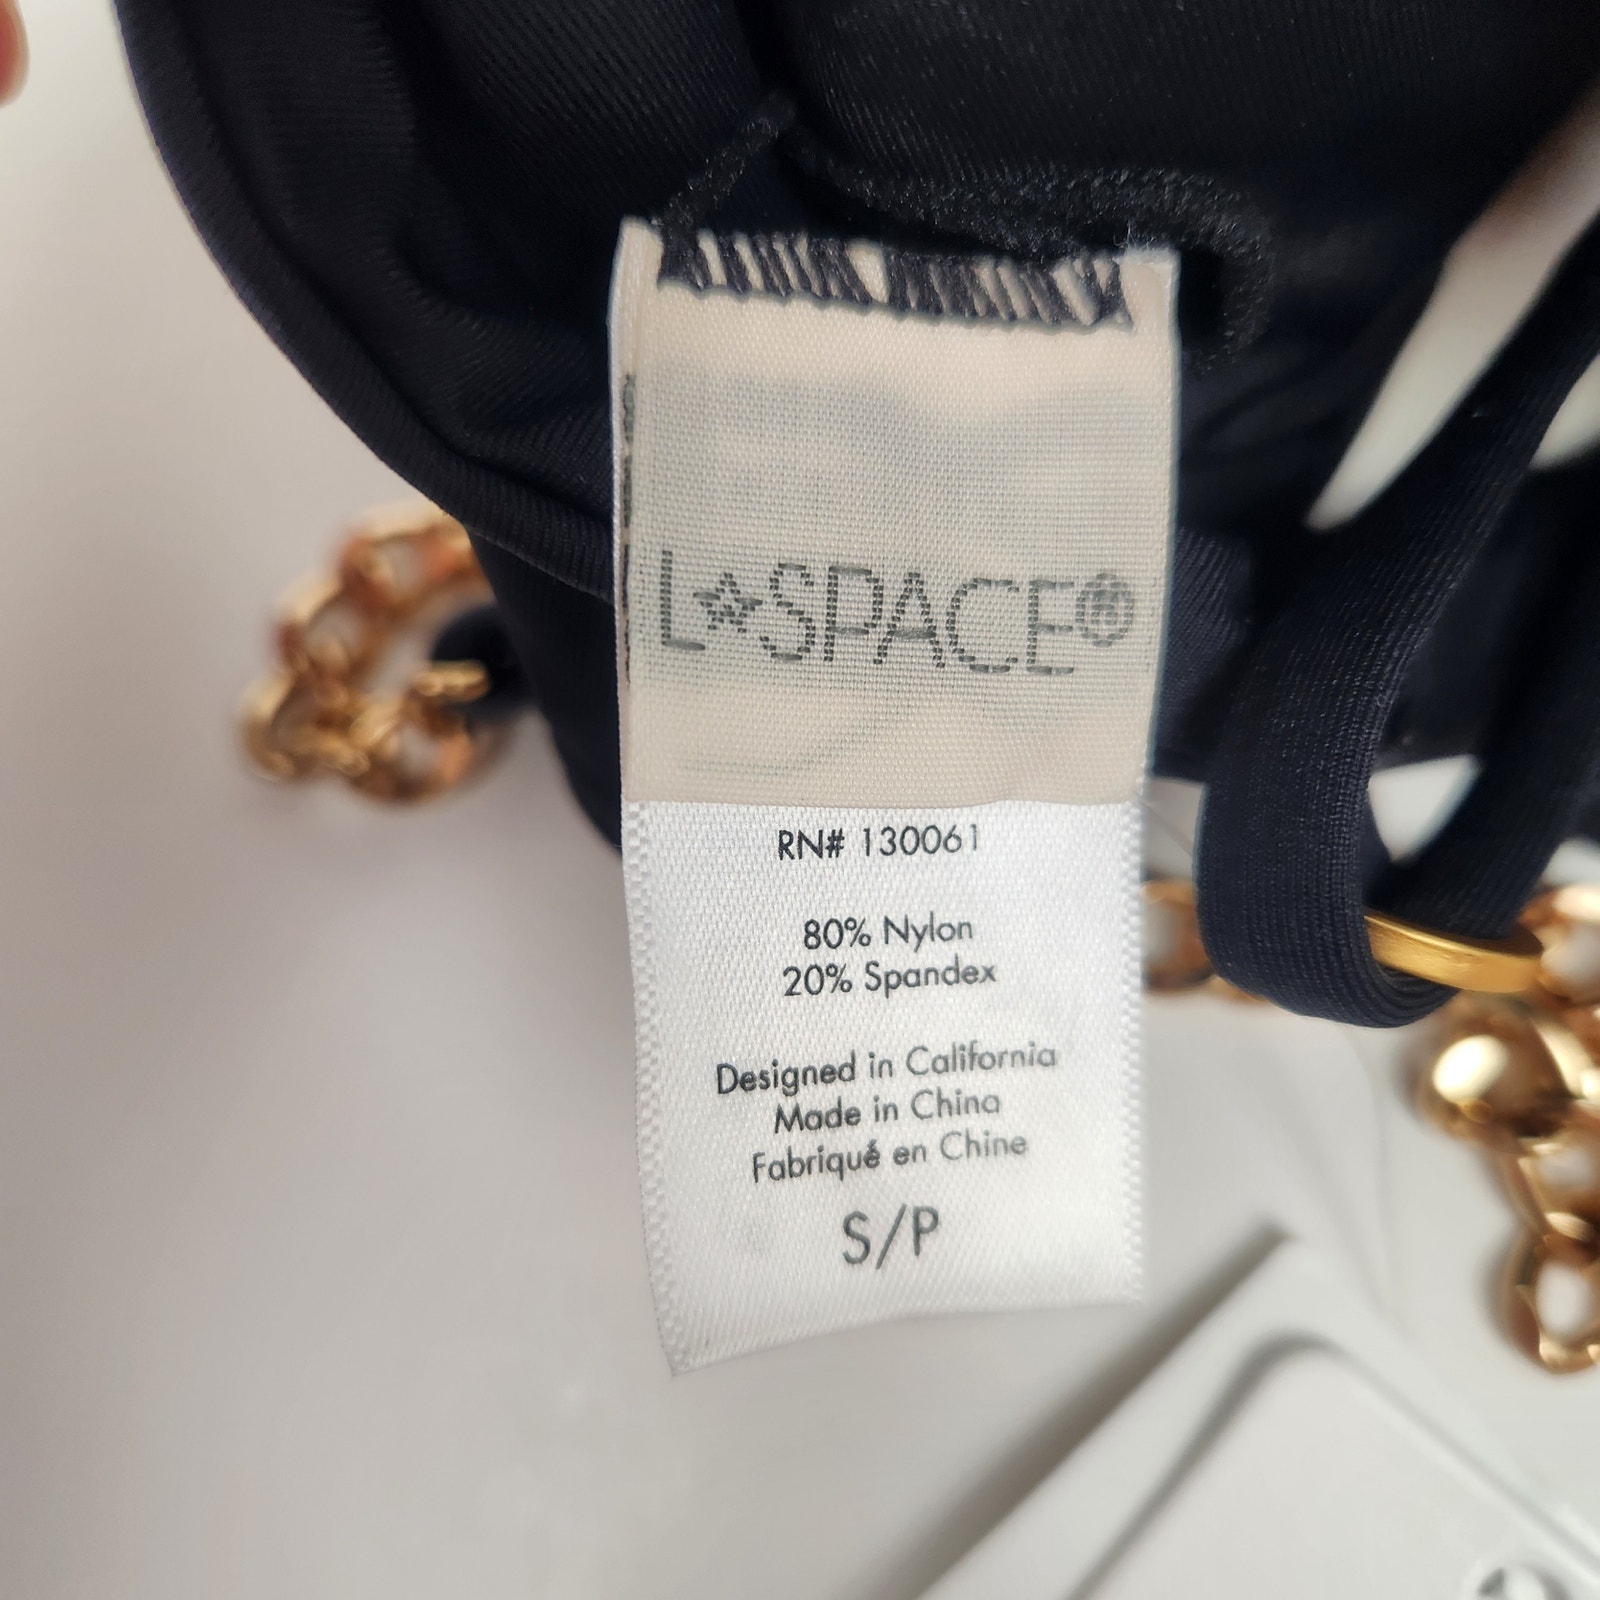 L★SPACE®
RN# 130061
80% Nylon
20% Spandex
Designed in California
Made in China
Fabriqué en Chine
S/P